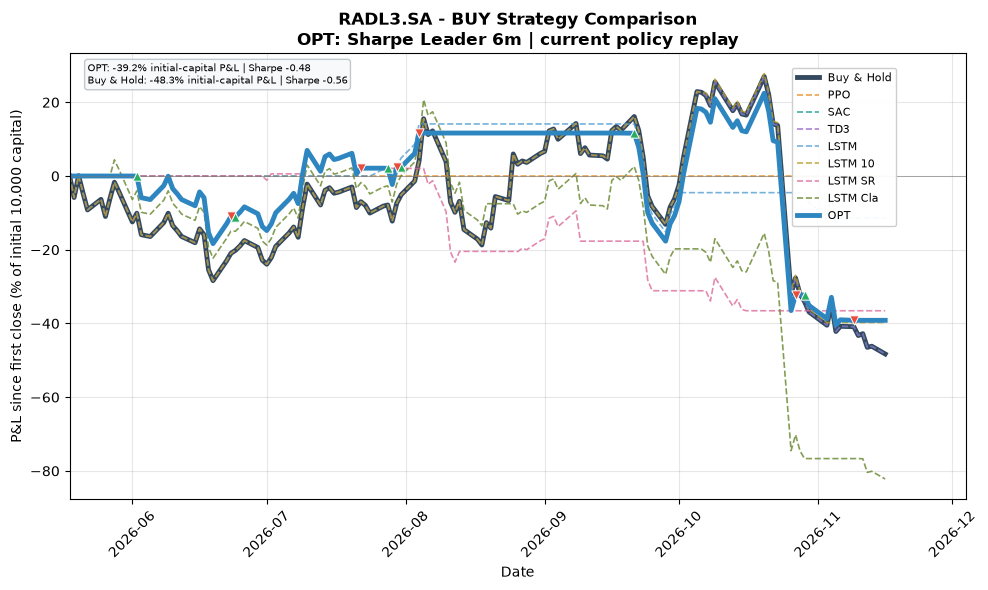 RADL3.SA - BUY Strategy Comparison
OPT: Sharpe Leader 6m | current policy replay
OPT: -39.2% initial-capital P&L | Sharpe -0.48
Buy & Hold: -48.3% initial-capital P&L | Sharpe -0.56
Buy & Hold
PPO
SAC
TD3
LSTM
LSTM 10
LSTM SR
LSTM Cla
OPT
P&L since first close (% of initial 10,000 capital)
20
0
−20
−40
−60
−80
2026-06
2026-07
2026-08
2026-09
2026-10
2026-11
2026-12
Date